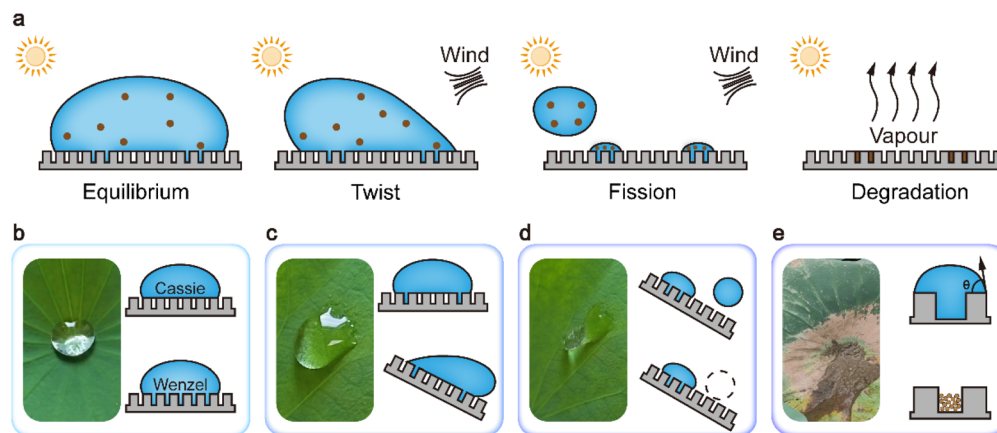 a
Wind
Wind
Vapour
Equilibrium
Twist
Fission
Degradation
b
c
d
e
Cassie
θ
Wenzel